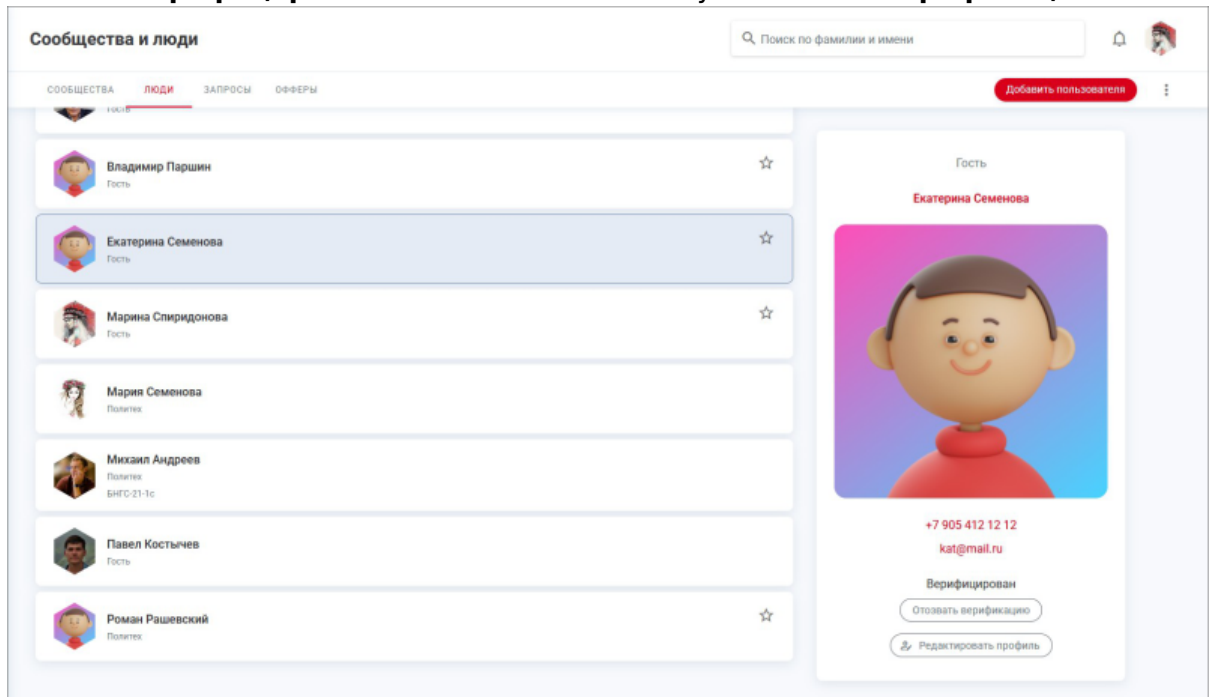 Сообщества и люди
Поиск по фамилии и имени
СООБЩЕСТВА ЛЮДИ ЗАПРОСЫ ОФФЕРЫ
Добавить пользователя
Гость
Владимир Паршин
Гость
Екатерина Семенова
Гость
Марина Спиридонова
Гость
Мария Семенова
Политех
Михаил Андреев
Политех
БНГС-21-1с
Павел Костычев
Гость
Роман Рашевский
Политех
Гость
Екатерина Семенова
+7 905 412 12 12
kat@mail.ru
Верифицирован
Отозвать верификацию
Редактировать профиль